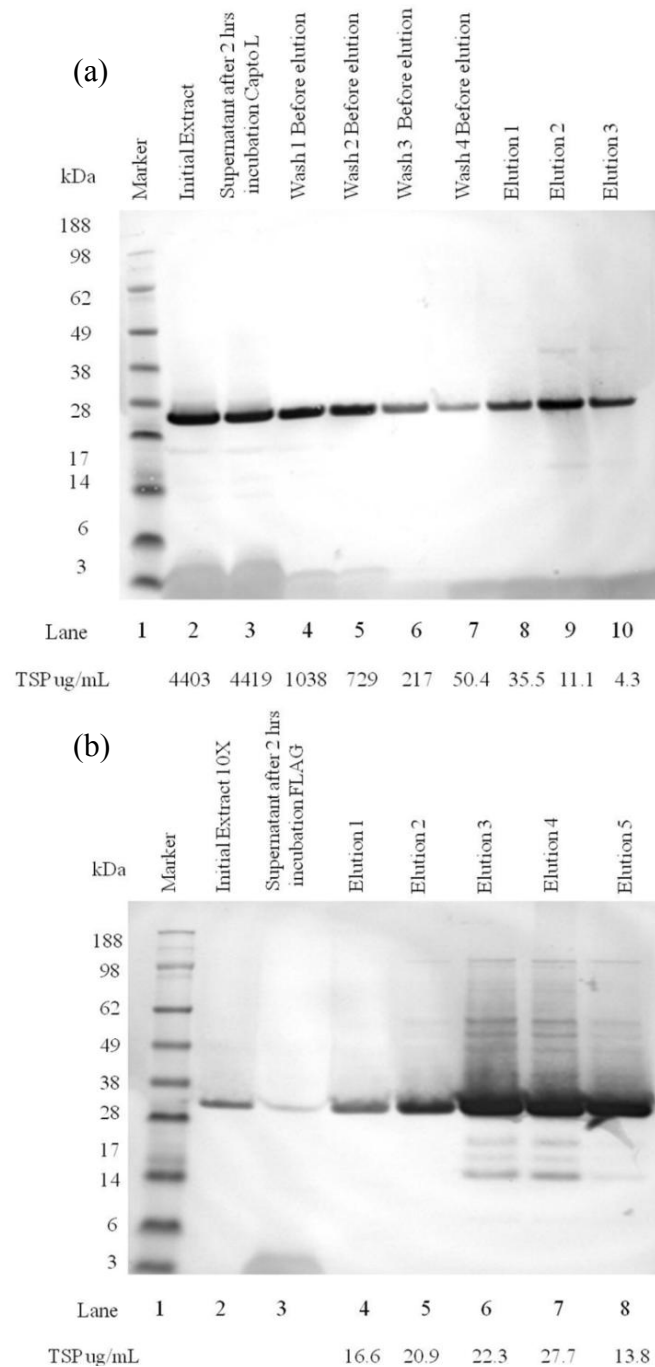 (a)
kDa
Marker
Initial Extract
Supernatant after 2 hrs
incubation Capto L
Wash 1 Before elution
Wash 2 Before elution
Wash 3 Before elution
Wash 4 Before elution
Elution 1
Elution 2
Elution 3
188
98
62
49
38
28
17
14
6
3
Lane 1 2 3 4 5 6 7 8 9 10
TSP ug/mL 4403 4419 1038 729 217 50.4 35.5 11.1 4.3
(b)
kDa
Marker
Initial Extract 10X
Supernatant after 2 hrs
incubation FLAG
Elution 1
Elution 2
Elution 3
Elution 4
Elution 5
188
98
62
49
38
28
17
14
6
3
Lane 1 2 3 4 5 6 7 8
TSP ug/mL 16.6 20.9 22.3 27.7 13.8